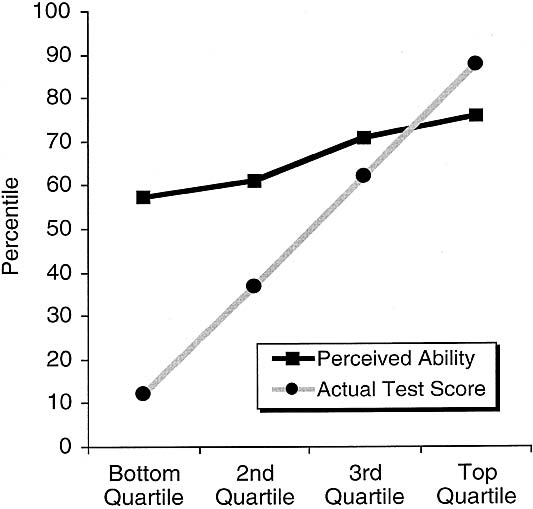 100
90
80
70
60
50
40
30
20
10
0
Percentile
Perceived Ability
Actual Test Score
Bottom Quartile
2nd Quartile
3rd Quartile
Top Quartile